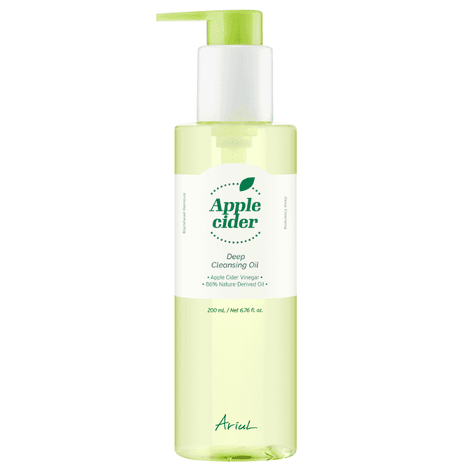 Apple
cider
Deep
Cleansing Oil
• Apple Cider Vinegar •
• 86% Nature-Derived Oil •
200 mL / Net 6.76 fl. oz.
Ariul